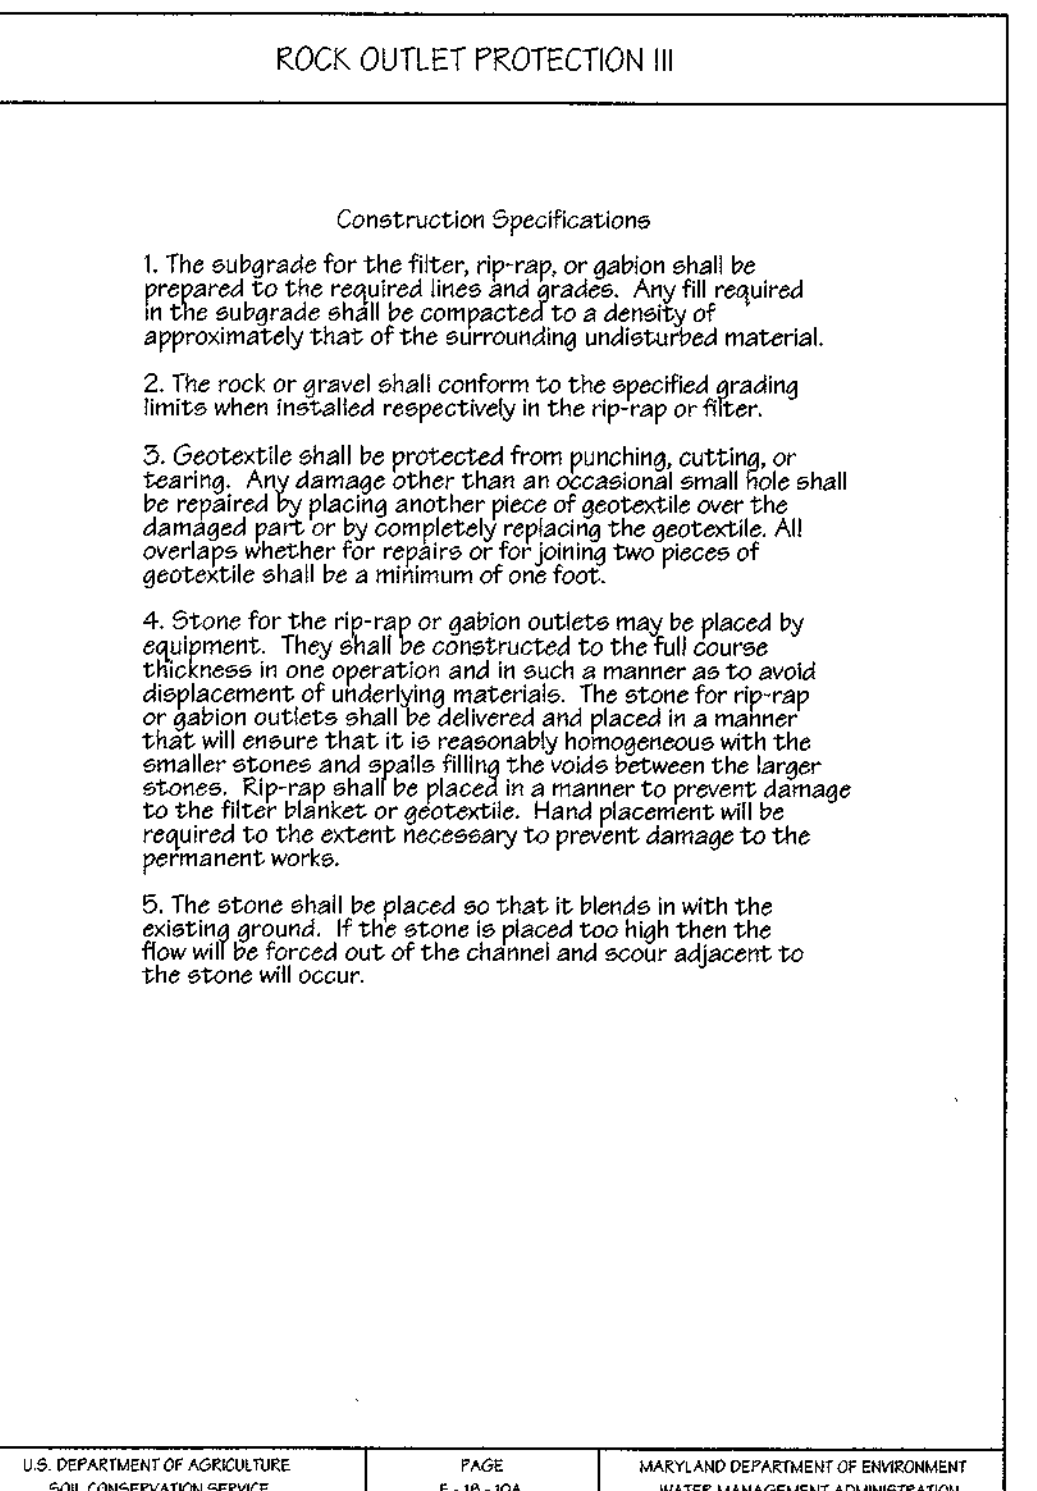 ROCK OUTLET PROTECTION III
Construction Specifications
1. The subgrade for the filter, rip-rap, or gabion shall be
prepared to the required lines and grades. Any fill required
in the subgrade shall be compacted to a density of
approximately that of the surrounding undisturbed material.
2. The rock or gravel shall conform to the specified grading
limits when installed respectively in the rip-rap or filter.
3. Geotextile shall be protected from punching, cutting, or
tearing. Any damage other than an occasional small hole shall
be repaired by placing another piece of geotextile over the
damaged part or by completely replacing the geotextile. All
overlaps whether for repairs or for joining two pieces of
geotextile shall be a minimum of one foot.
4. Stone for the rip-rap or gabion outlets may be placed by
equipment. They shall be constructed to the full course
thickness in one operation and in such a manner as to avoid
displacement of underlying materials. The stone for rip-rap
or gabion outlets shall be delivered and placed in a manner
that will ensure that it is reasonably homogeneous with the
smaller stones and spalls filling the voids between the larger
stones. Rip-rap shall be placed in a manner to prevent damage
to the filter blanket or geotextile. Hand placement will be
required to the extent necessary to prevent damage to the
permanent works.
5. The stone shall be placed so that it blends in with the
existing ground. If the stone is placed too high then the
flow will be forced out of the channel and scour adjacent to
the stone will occur.
U.S. DEPARTMENT OF AGRICULTURE
SOIL CONSERVATION SERVICE
PAGE
MARYLAND DEPARTMENT OF ENVIRONMENT
WATER MANAGEMENT ADMINISTRATION